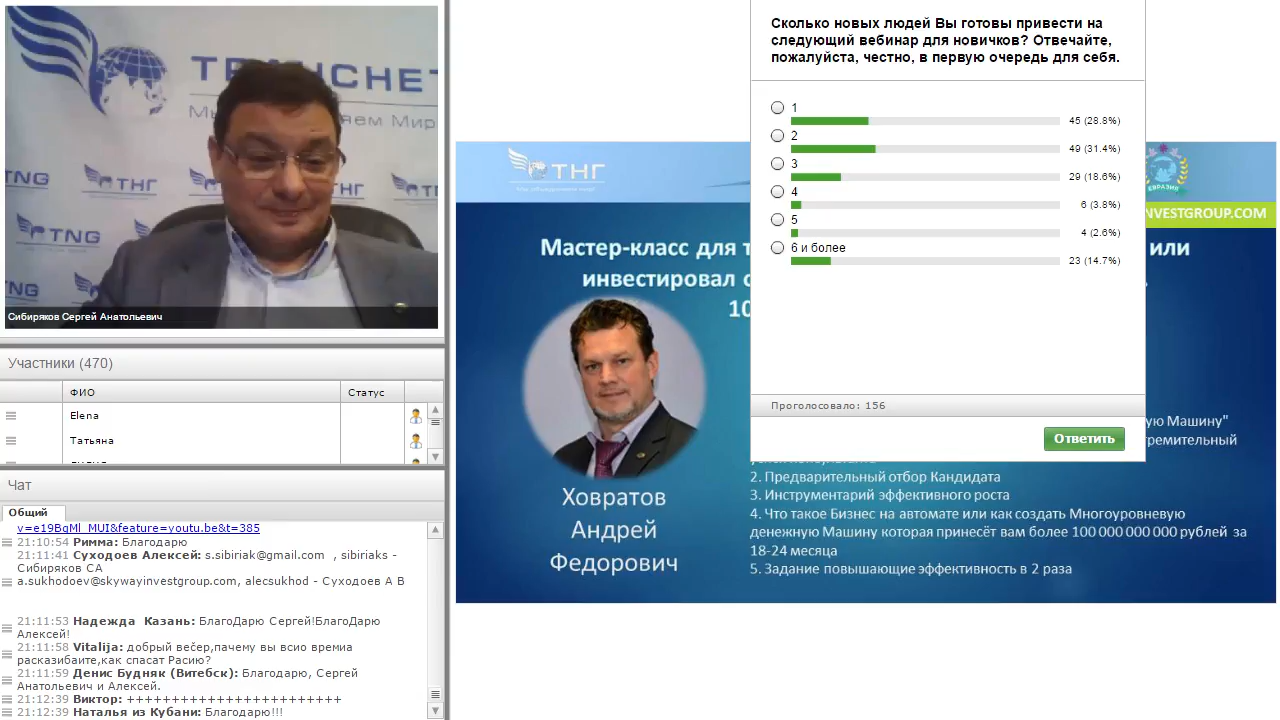 TNG
ТНГ
TNG
ТНГ
Сибиряков Сергей Анатольевич
Участники (470)
ФИО
Статус
Elena
Татьяна
Чат
Общий
v=e19BqMl_MUI&feature=youtu.be&t=385
21:10:54 Римма: Благодарю
21:11:41 Суходоев Алексей: s.sibiriak@gmail.com , sibiriaks -
Сибиряков СА
a.sukhodoev@skywayinvestgroup.com, alecsukhod - Суходоев А В
21:11:53 Надежда Казань: БлагоДарю Сергей!БлагоДарю
Алексей!
21:11:58 Vitalija: добрый веčер,пачему вы всио времиа
расказибаите,как спасат Расию?
21:11:59 Денис Будняк (Витебск): Благодарю, Сергей
Анатольевич и Алексей.
21:12:39 Виктор: ++++++++++++++++++++++++
21:12:39 Наталья из Кубани: Благодарю!!!
Сколько новых людей Вы готовы привести на
следующий вебинар для новичков? Отвечайте,
пожалуйста, честно, в первую очередь для себя.
1
45 (28.8%)
2
49 (31.4%)
3
29 (18.6%)
4
6 (3.8%)
5
4 (2.6%)
6 и более
23 (14.7%)
Проголосовало: 156
Ответить
ТНГ
ЕВРАЗИЯ
NVESTGROUP.COM
Мастер-класс для т или
инвестировал с
10
Ховратов
Андрей
Федорович
ую Машину"
тремительный
2. Предварительный отбор Кандидата
3. Инструментарий эффективного роста
4. Что такое Бизнес на автомате или как создать Многоуровневую
денежную Машину которая принесёт вам более 100 000 000 000 рублей за
18-24 месяца
5. Задание повышающие эффективность в 2 раза